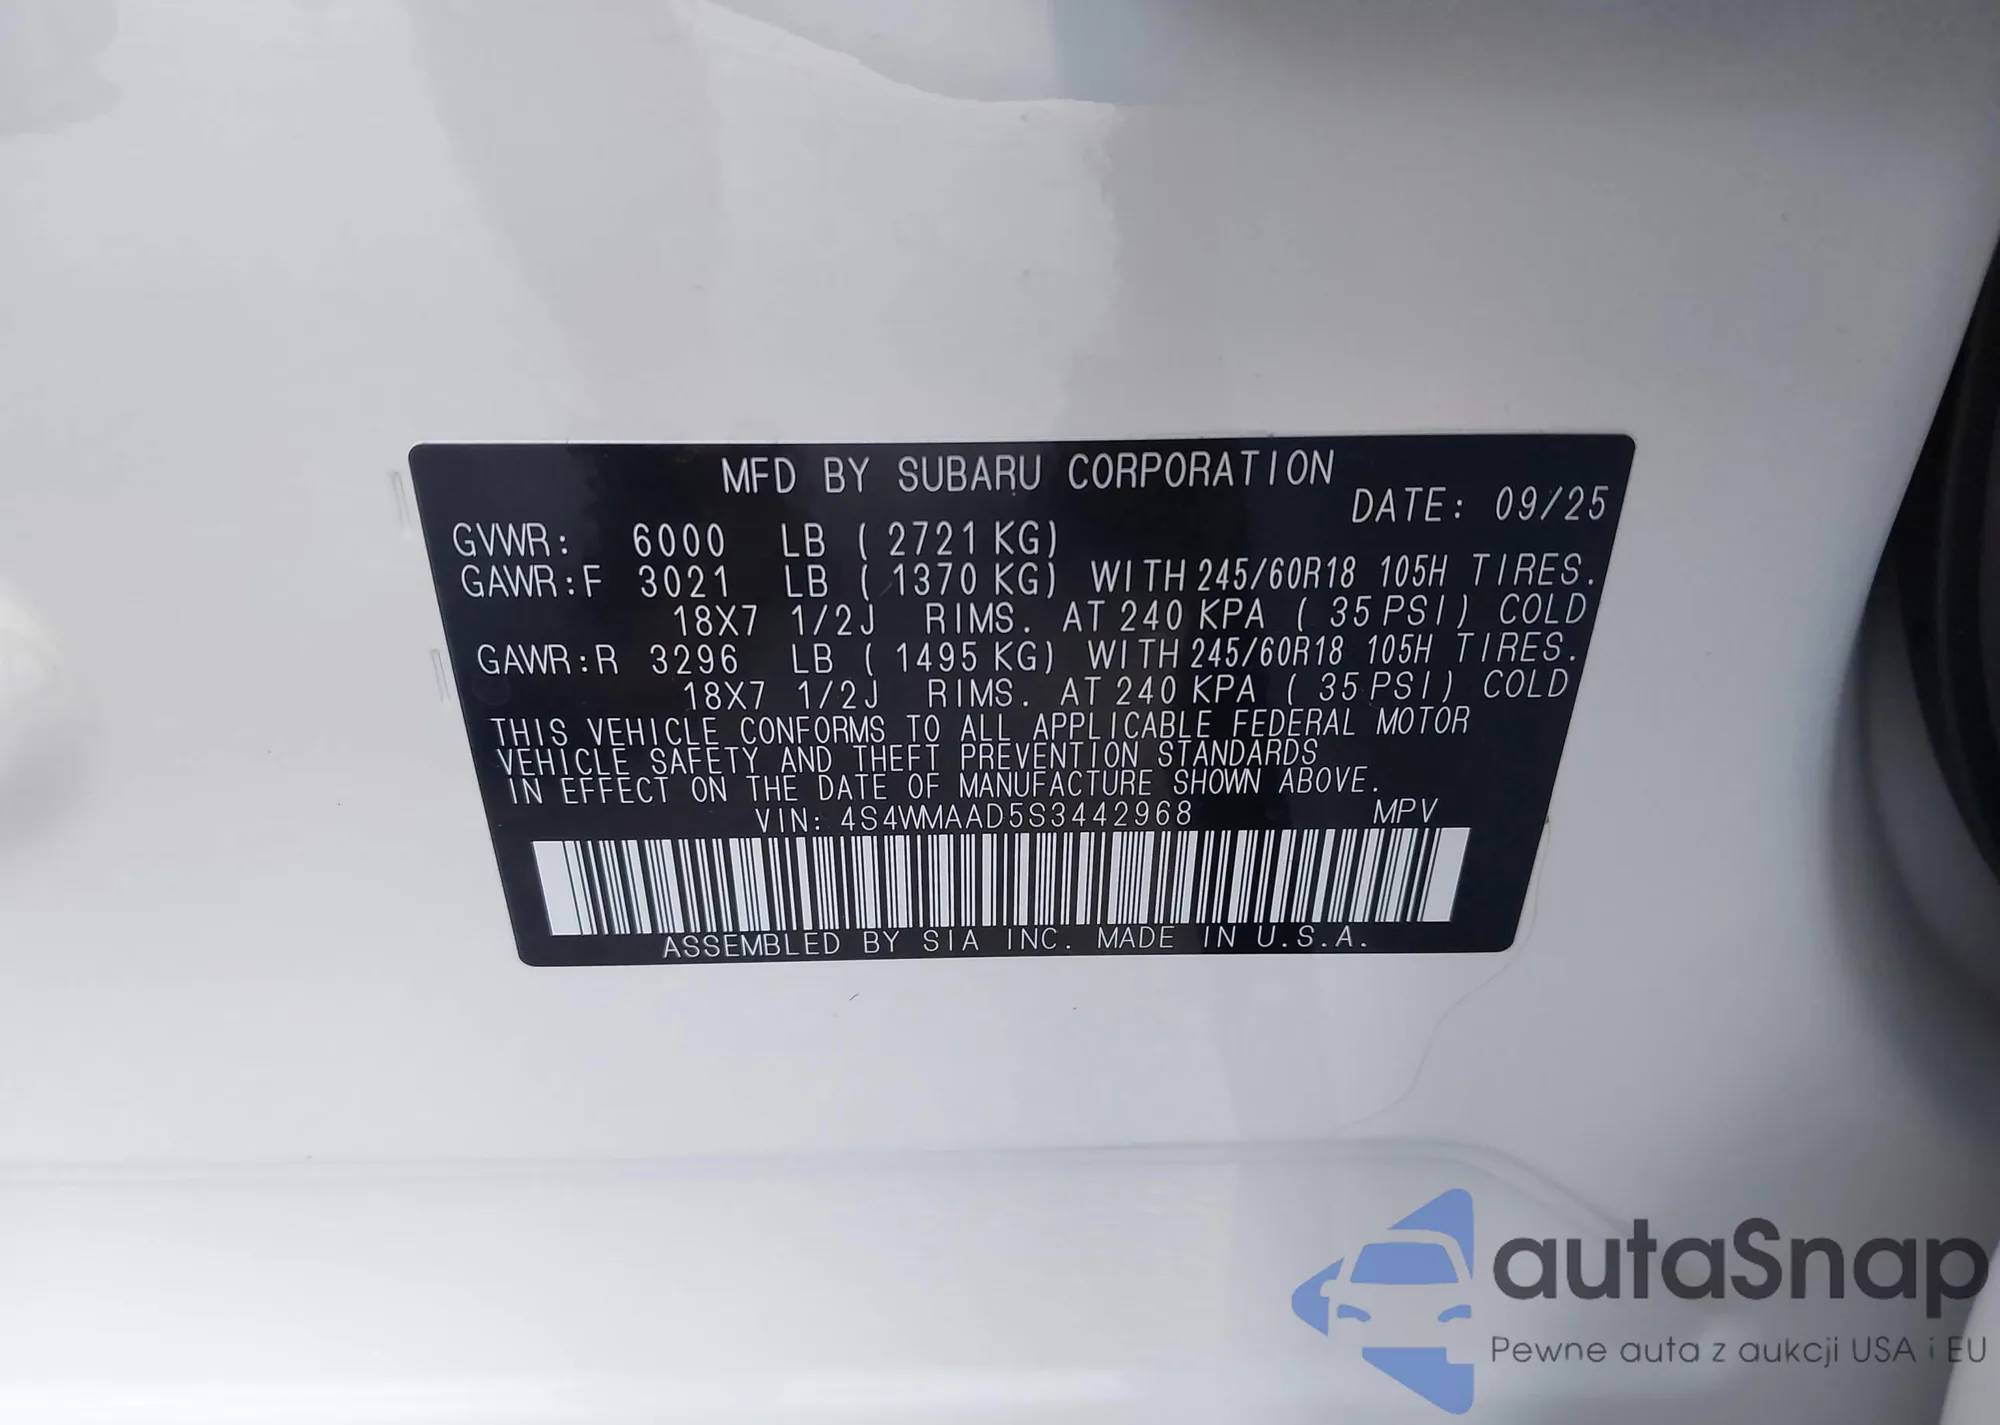 MFD BY SUBARU CORPORATION
DATE: 09/25
GVWR: 6000 LB ( 2721 KG)
GAWR:F 3021 LB ( 1370 KG) WITH 245/60R18 105H TIRES.
18X7 1/2J RIMS. AT 240 KPA ( 35 PSI) COLD
GAWR:R 3296 LB ( 1495 KG) WITH 245/60R18 105H TIRES.
18X7 1/2J RIMS. AT 240 KPA ( 35 PSI) COLD
THIS VEHICLE CONFORMS TO ALL APPLICABLE FEDERAL MOTOR
VEHICLE SAFETY AND THEFT PREVENTION STANDARDS
IN EFFECT ON THE DATE OF MANUFACTURE SHOWN ABOVE.
VIN: 4S4WMAAD5S3442968 MPV
ASSEMBLED BY SIA INC. MADE IN U.S.A.
autaSnap
Pewne auta z aukcji USA i EU